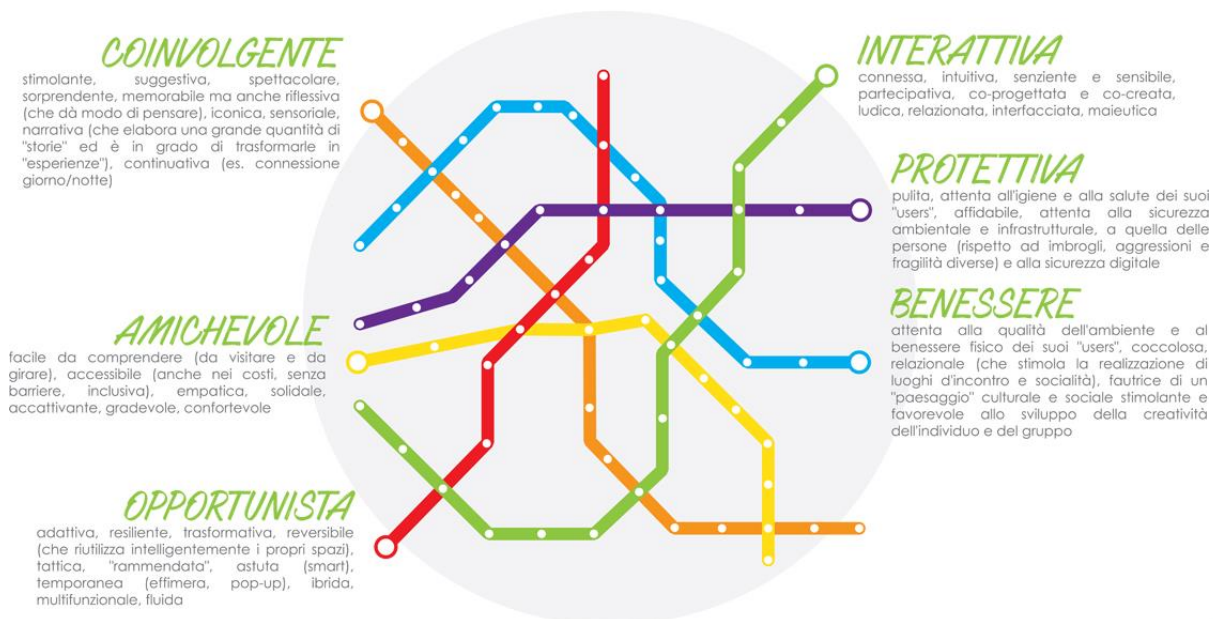 COINVOLGENTE
stimolante, suggestiva, spettacolare,
sorprendente, memorabile ma anche riflessiva
(che dà modo di pensare), iconica, sensoriale,
narrativa (che elabora una grande quantità di
"storie" ed è in grado di trasformarle in
"esperienze"), continuativa (es. connessione
giorno/notte)
AMICHEVOLE
facile da comprendere (da visitare e da
girare), accessibile (anche nei costi, senza
barriere, inclusiva), empatica, solidale,
accattivante, gradevole, confortevole
OPPORTUNISTA
adattiva, resiliente, trasformativa, reversibile
(che riutilizza intelligentemente i propri spazi),
tattica, "rammendata", astuta (smart),
temporanea (effimera, pop-up), ibrida,
multifunzionale, fluida
INTERATTIVA
connessa, intuitiva, senziente e sensibile,
partecipativa, co-progettata e co-creata,
ludica, relazionata, interfacciata, maieutica
PROTETTIVA
pulita, attenta all'igiene e alla salute dei suoi
"users", affidabile, attenta alla sicurezza
ambientale e infrastrutturale, a quella delle
persone (rispetto ad imbrogli, aggressioni e
fragilità diverse) e alla sicurezza digitale
BENESSERE
attenta alla qualità dell'ambiente e al
benessere fisico dei suoi "users", coccolosa,
relazionale (che stimola la realizzazione di
luoghi d'incontro e socialità), fautrice di un
"paesaggio" culturale e sociale stimolante e
favorevole allo sviluppo della creatività
dell'individuo e del gruppo